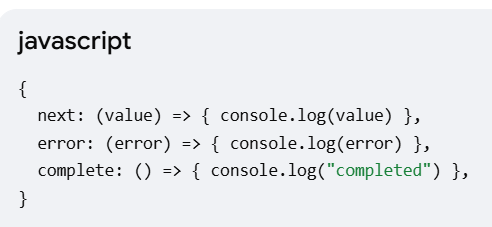 javascript
{
  next: (value) => { console.log(value) },
  error: (error) => { console.log(error) },
  complete: () => { console.log("completed") },
}